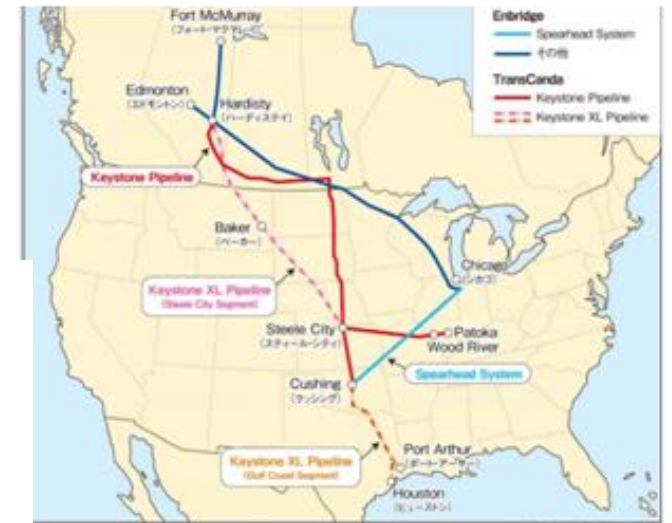 Fort McMurray
(フォート・マクマレー)
Enbridge
Spearhead System
その他
TransCanda
Keystone Pipeline
Keystone XL Pipeline
Edmonton
(エドモントン)
Hardisty
(ハーディスティ)
Keystone Pipeline
Baker
(ベーカー)
Chicago
(シカゴ)
Keystone XL Pipeline
(Steele City Segment)
Steele City
(スティール・シティ)
Patoka
Wood River
Spearhead System
Cushing
(クッシング)
Keystone XL Pipeline
(Gulf Coast Segment)
Port Arthur
(ポート・アーサー)
Houston
(ヒューストン)